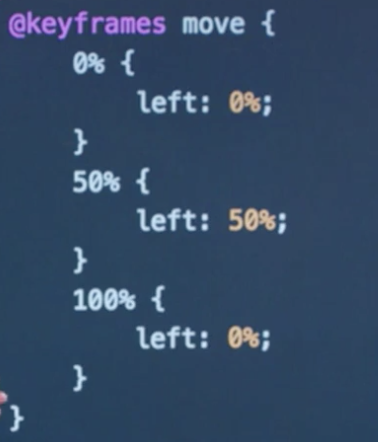 @keyframes move {
    0% {
        left: 0%;
    }
    50% {
        left: 50%;
    }
    100% {
        left: 0%;
    }
}